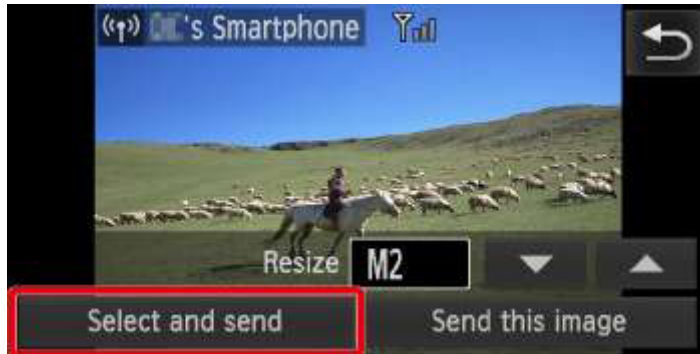 's Smartphone
Resize M2
Select and send
Send this image